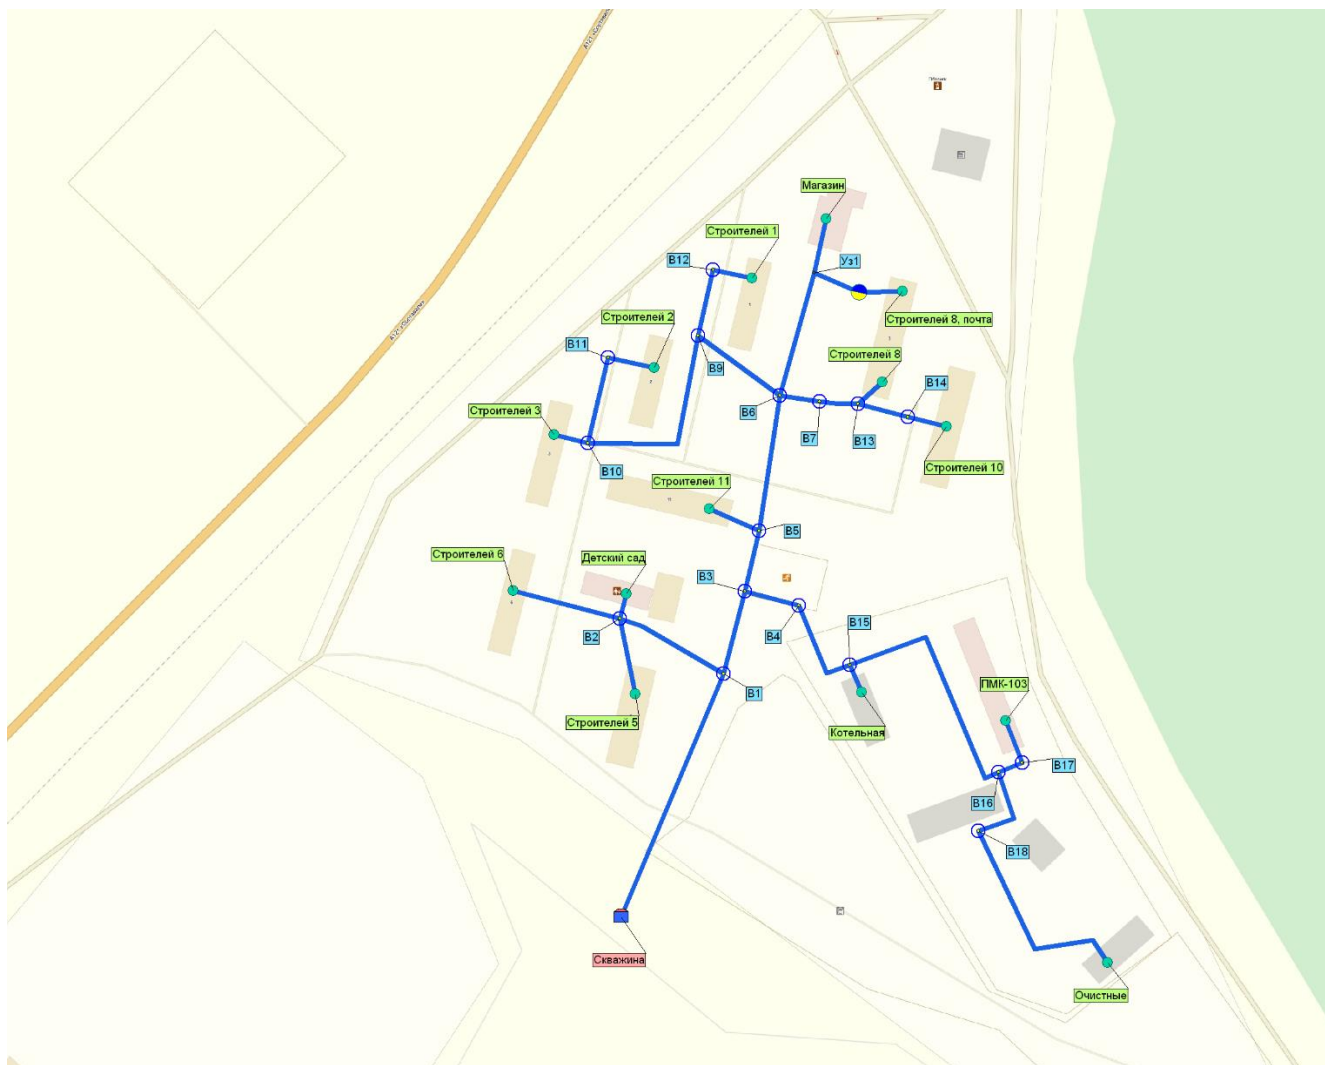 А121 «Сортавала»
Магазин
Строителей 1
В12
Уз1
Строителей 2
Строителей 8, почта
В11
В9
Строителей 8
В14
В6
Строителей 3
В7
В13
В10
Строителей 10
Строителей 11
В5
Строителей 6
Детский сад
В3
В2
В4
В15
В1
ПМК-103
Строителей 5
Котельная
В17
В16
В18
Скважина
Очистные